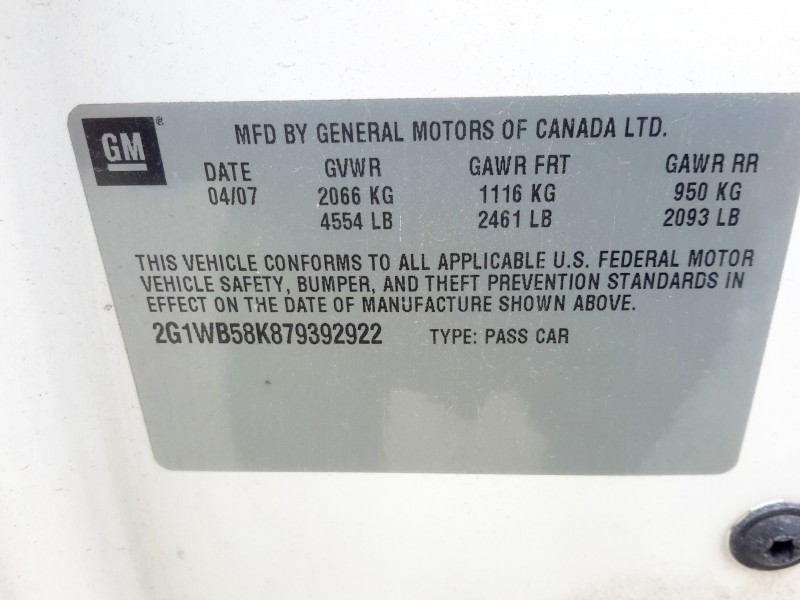 GM®
MFD BY GENERAL MOTORS OF CANADA LTD.
DATE GVWR GAWR FRT GAWR RR
04/07 2066 KG 1116 KG 950 KG
4554 LB 2461 LB 2093 LB
THIS VEHICLE CONFORMS TO ALL APPLICABLE U.S. FEDERAL MOTOR
VEHICLE SAFETY, BUMPER, AND THEFT PREVENTION STANDARDS IN
EFFECT ON THE DATE OF MANUFACTURE SHOWN ABOVE.
2G1WB58K879392922 TYPE: PASS CAR